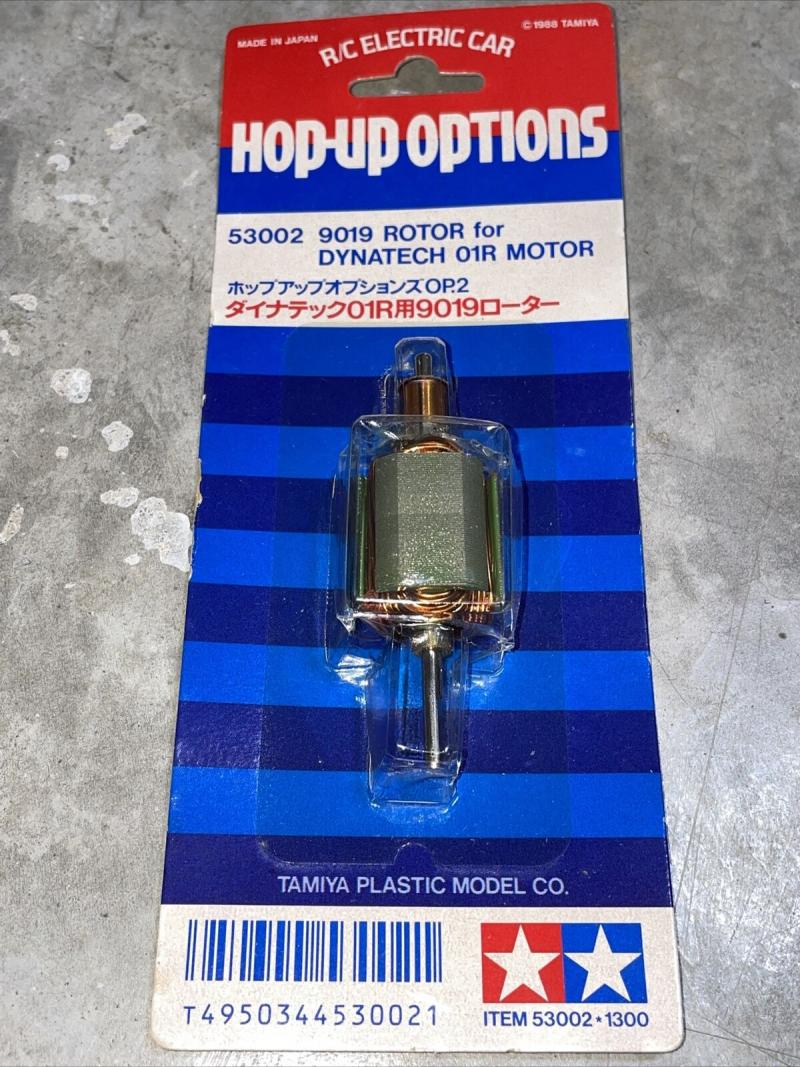 MADE IN JAPAN
© 1988 TAMIYA
R/C ELECTRIC CAR
HOP-UP OPTIONS
53002 9019 ROTOR for
DYNATECH 01R MOTOR
ホップアップオプションズOP.2
ダイナテック01R用9019ローター
TAMIYA PLASTIC MODEL CO.
T4950344530021
ITEM 53002★1300